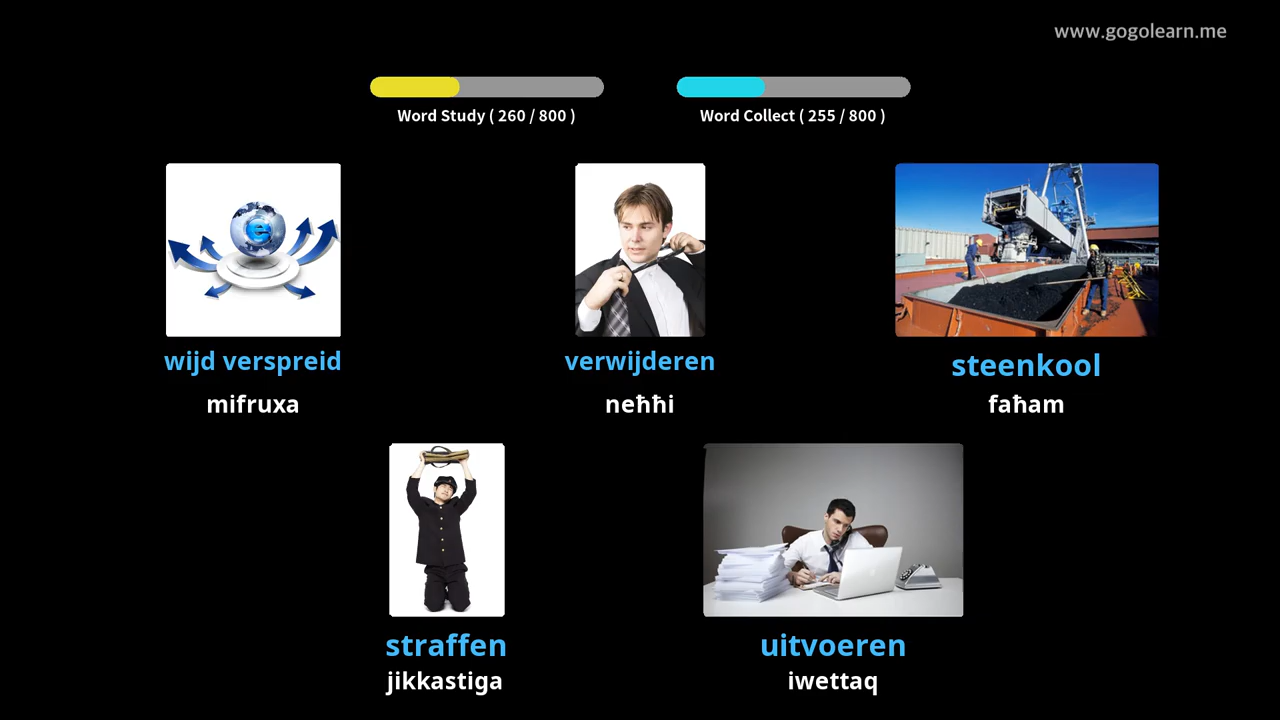 www.gogolearn.me
Word Study ( 260 / 800 )
Word Collect ( 255 / 800 )
wijd verspreid
mifruxa
verwijderen
neħħi
steenkool
faħam
straffen
jikkastiga
uitvoeren
iwettaq